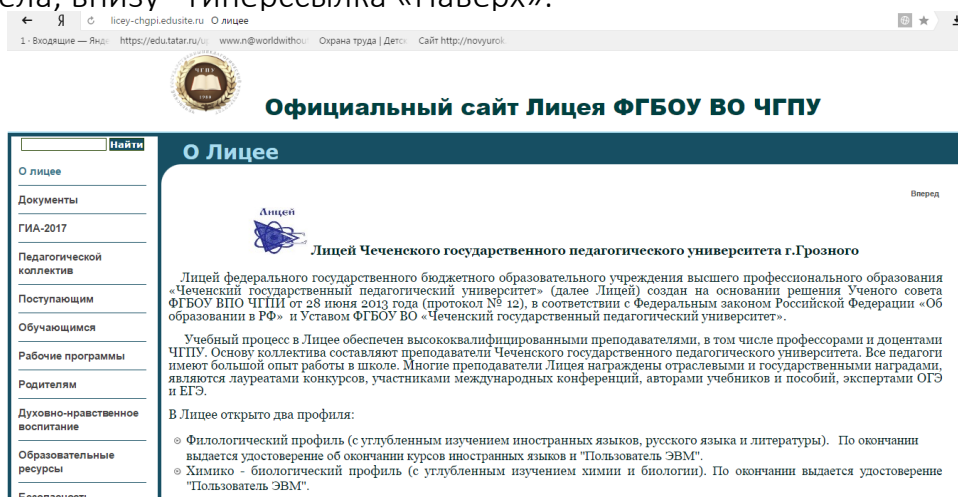 ела, внизу - гиперссылка «Наверх».
licey-chgpi.edusite.ru О лицее
1 · Входящие — Янде https://edu.tatar.ru/u www.n@worldwithou Охрана труда | Детс Сайт http://novyurok
ЧГПУ
1984
Официальный сайт Лицея ФГБОУ ВО ЧГПУ
Найти
О Лицее
О лицее
Документы
ГИА-2017
Педагогической
коллектив
Поступающим
Обучающимся
Рабочие программы
Родителям
Духовно-нравственное
воспитание
Образовательные
ресурсы
Безопасность
Вперед
Лицей
Лицей Чеченского государственного педагогического университета г.Грозного
Лицей федерального государственного бюджетного образовательного учреждения высшего профессионального образования
«Чеченский государственный педагогический университет» (далее Лицей) создан на основании решения Ученого совета
ФГБОУ ВПО ЧГПИ от 28 июня 2013 года (протокол № 12), в соответствии с Федеральным законом Российской Федерации «Об
образовании в РФ» и Уставом ФГБОУ ВО «Чеченский государственный педагогический университет».
Учебный процесс в Лицее обеспечен высококвалифицированными преподавателями, в том числе профессорами и доцентами
ЧГПУ. Основу коллектива составляют преподаватели Чеченского государственного педагогического университета. Все педагоги
имеют большой опыт работы в школе. Многие преподаватели Лицея награждены отраслевыми и государственными наградами,
являются лауреатами конкурсов, участниками международных конференций, авторами учебников и пособий, экспертами ОГЭ
и ЕГЭ.
В Лицее открыто два профиля:
Филологический профиль (с углубленным изучением иностранных языков, русского языка и литературы). По окончании
выдается удостоверение об окончании курсов иностранных языков и "Пользователь ЭВМ".
Химико - биологический профиль (с углубленным изучением химии и биологии). По окончании выдается удостоверение
"Пользователь ЭВМ".